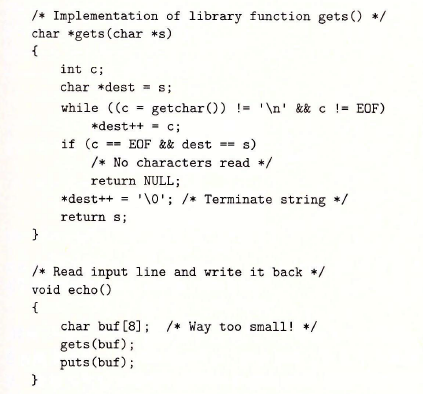 /* Implementation of library function gets() */
char *gets(char *s)
{
    int c;
    char *dest = s;
    while ((c = getchar()) != '\n' && c != EOF)
        *dest++ = c;
    if (c == EOF && dest == s)
        /* No characters read */
        return NULL;
    *dest++ = '\0'; /* Terminate string */
    return s;
}

/* Read input line and write it back */
void echo()
{
    char buf[8];  /* Way too small! */
    gets(buf);
    puts(buf);
}